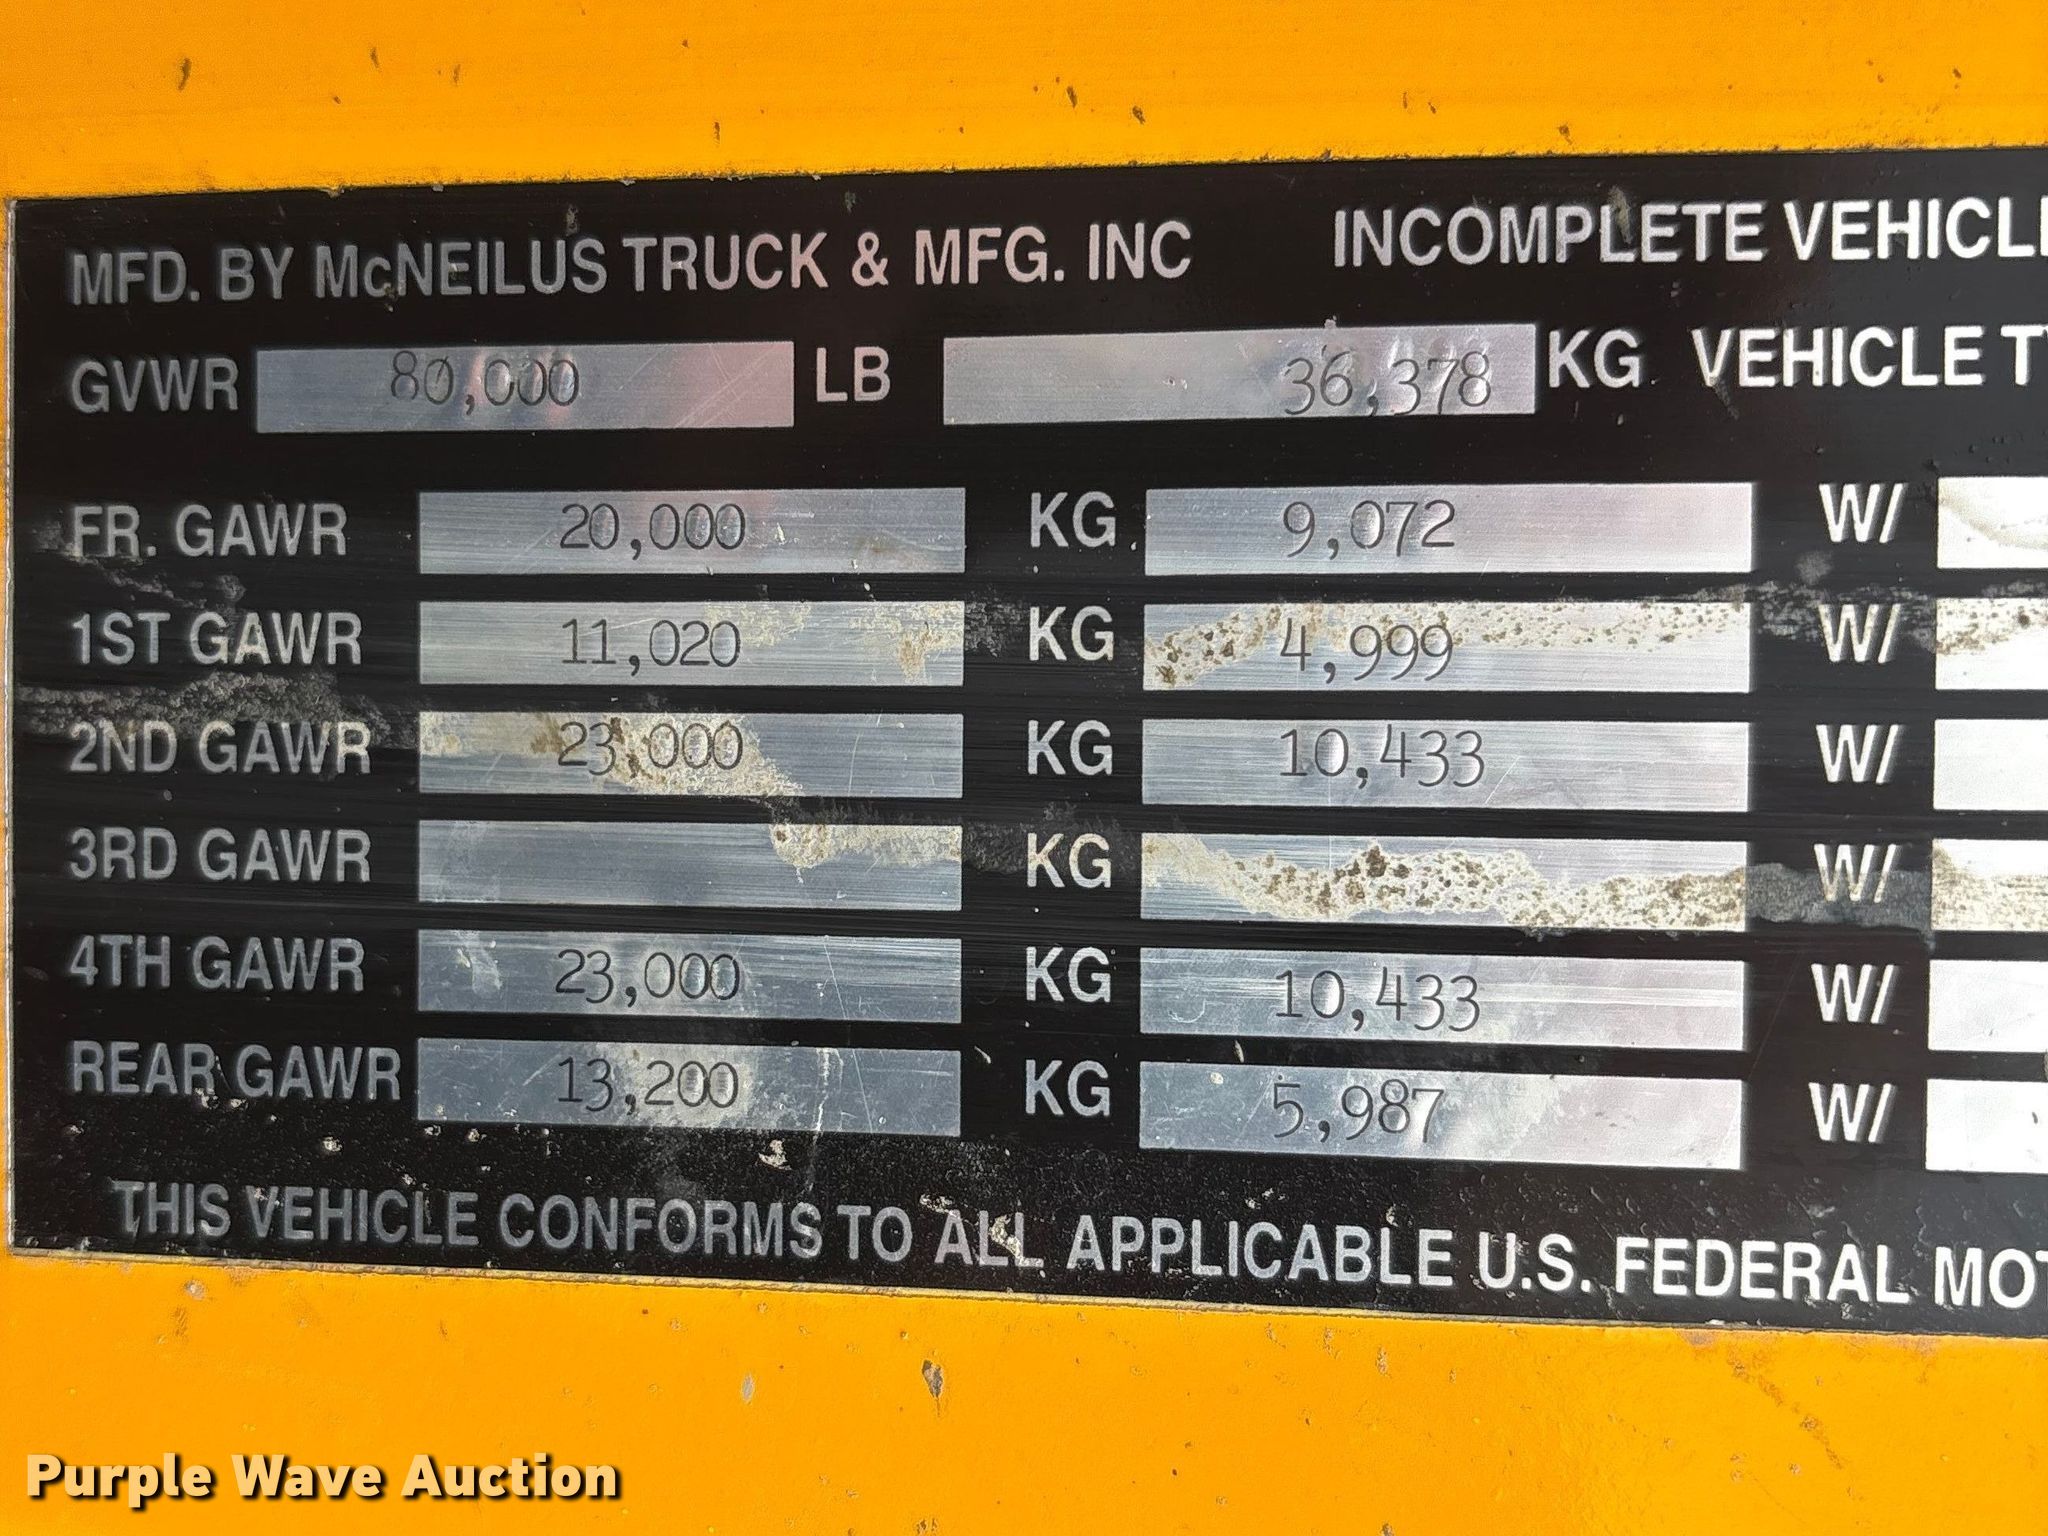 MFD. BY McNEILUS TRUCK & MFG. INC INCOMPLETE VEHICLE
GVWR 80,000 LB 36,378 KG VEHICLE T
FR. GAWR 20,000 KG 9,072 W/
1ST GAWR 11,020 KG 4,999 W/
2ND GAWR 23,000 KG 10,433 W/
3RD GAWR KG W/
4TH GAWR 23,000 KG 10,433 W/
REAR GAWR 13,200 KG 5,987 W/
THIS VEHICLE CONFORMS TO ALL APPLICABLE U.S. FEDERAL MOT
Purple Wave Auction